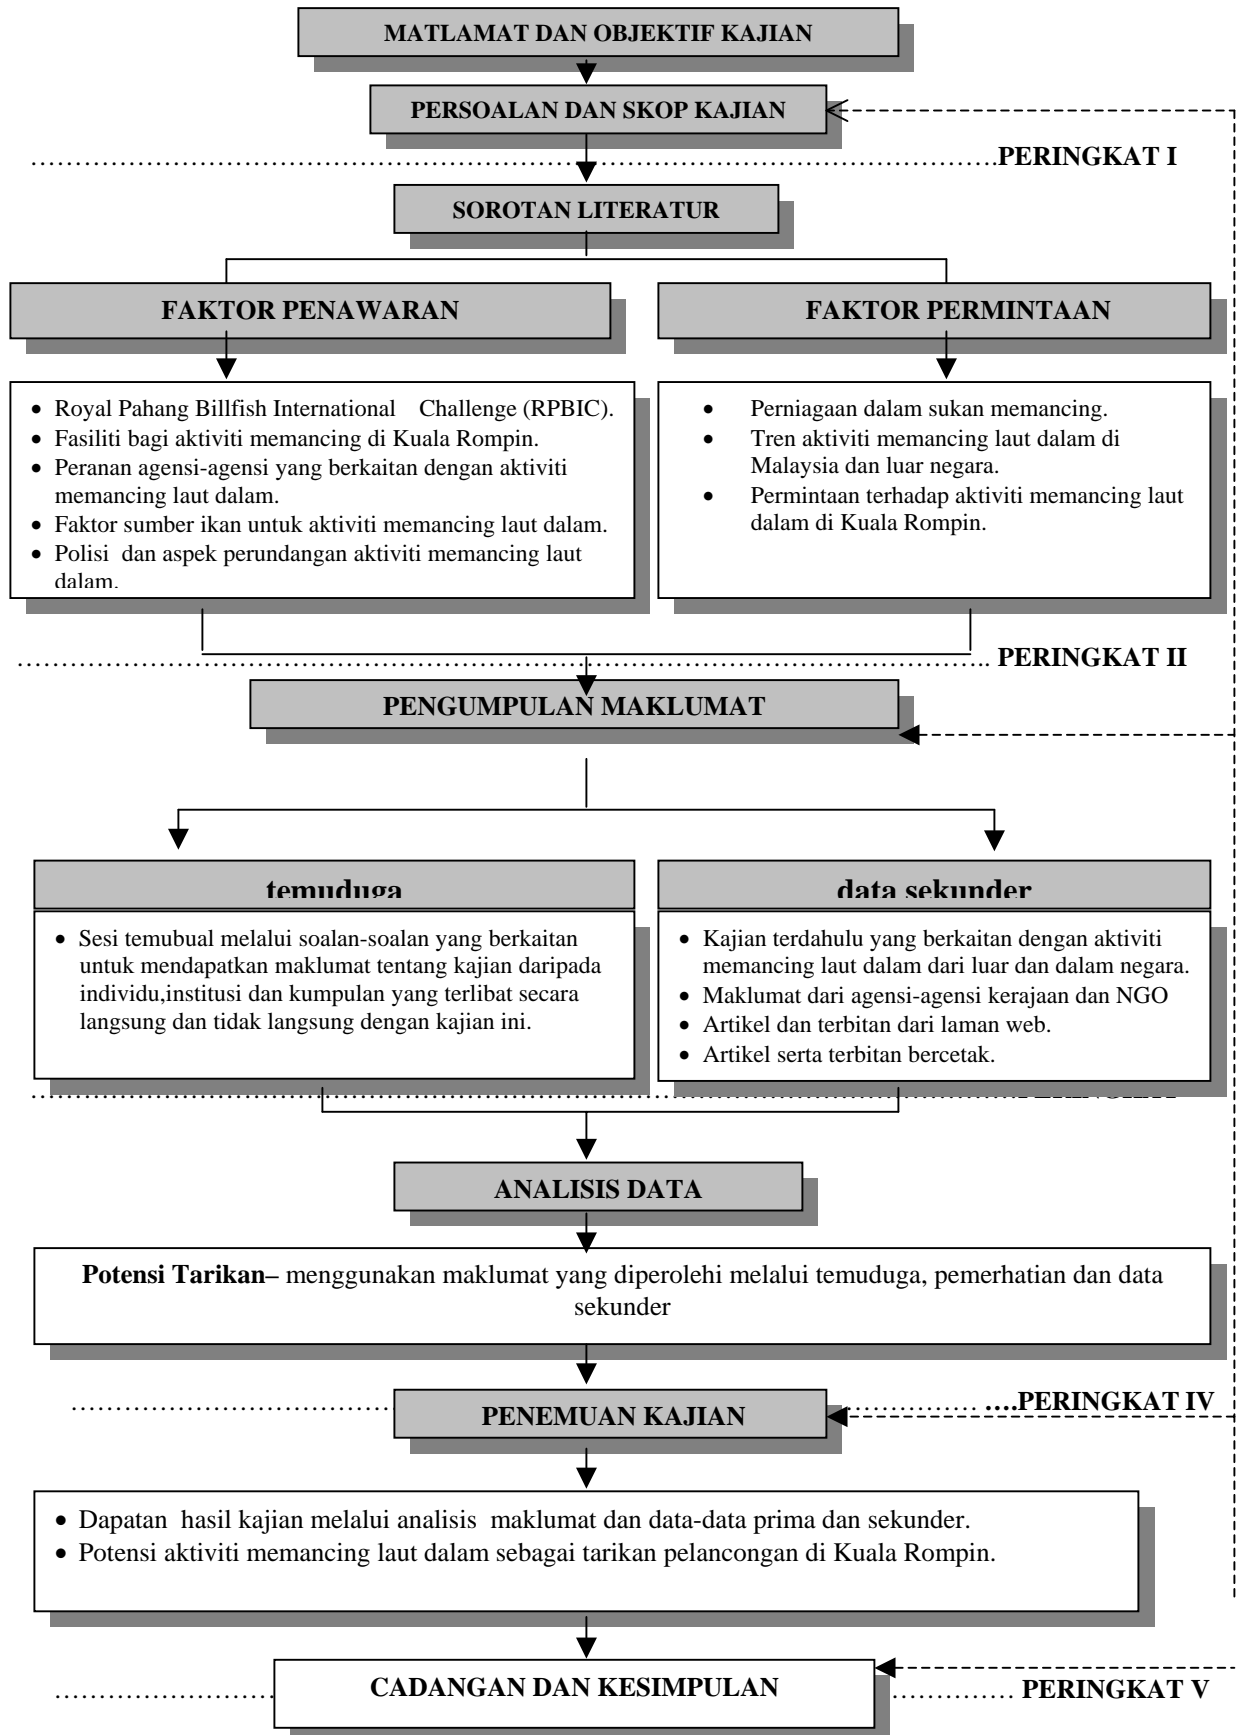 MATLAMAT DAN OBJEKTIF KAJIAN
PERSOALAN DAN SKOP KAJIAN
PERINGKAT I
SOROTAN LITERATUR
FAKTOR PENAWARAN
FAKTOR PERMINTAAN
• Royal Pahang Billfish International Challenge (RPBIC).
• Fasiliti bagi aktiviti memancing di Kuala Rompin.
• Peranan agensi-agensi yang berkaitan dengan aktiviti
memancing laut dalam.
• Faktor sumber ikan untuk aktiviti memancing laut dalam.
• Polisi dan aspek perundangan aktiviti memancing laut
dalam.
• Perniagaan dalam sukan memancing.
• Tren aktiviti memancing laut dalam di
Malaysia dan luar negara.
• Permintaan terhadap aktiviti memancing laut
dalam di Kuala Rompin.
PERINGKAT II
PENGUMPULAN MAKLUMAT
temuduga
data sekunder
• Sesi temubual melalui soalan-soalan yang berkaitan
untuk mendapatkan maklumat tentang kajian daripada
individu,institusi dan kumpulan yang terlibat secara
langsung dan tidak langsung dengan kajian ini.
• Kajian terdahulu yang berkaitan dengan aktiviti
memancing laut dalam dari luar dan dalam negara.
• Maklumat dari agensi-agensi kerajaan dan NGO
• Artikel dan terbitan dari laman web.
• Artikel serta terbitan bercetak.
ANALISIS DATA
Potensi Tarikan– menggunakan maklumat yang diperolehi melalui temuduga, pemerhatian dan data
sekunder
....PERINGKAT IV
PENEMUAN KAJIAN
• Dapatan hasil kajian melalui analisis maklumat dan data-data prima dan sekunder.
• Potensi aktiviti memancing laut dalam sebagai tarikan pelancongan di Kuala Rompin.
CADANGAN DAN KESIMPULAN
PERINGKAT V